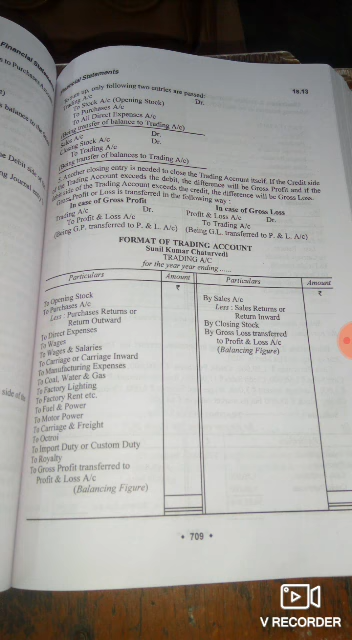 Financial Statements
18.13
only following two entries are passed:
Trading A/c Dr.
To Stock A/c (Opening Stock)
To Purchases A/c
To All Direct Expenses A/c
(Being transfer of balance to Trading A/c)
Sales A/c Dr.
Closing Stock A/c Dr.
To Trading A/c
(Being transfer of balances to Trading A/c)
Another closing entry is needed to close the Trading Account itself. If the Credit side
of the Trading Account exceeds the debit, the difference will be Gross Profit and if the
side of the Trading Account exceeds the credit, the difference will be Gross Loss.
Gross Profit or Loss is transferred in the following way :
In case of Gross Profit In case of Gross Loss
Trading A/c Dr. Profit & Loss A/c Dr.
To Profit & Loss A/c To Trading A/c
(Being G.P. transferred to P. & L. A/c) (Being G.L. transferred to P. & L. A/c)
FORMAT OF TRADING ACCOUNT
Sunil Kumar Chaturvedi
TRADING A/C
for the year year ending ......
Particulars Amount Particulars Amount
₹ ₹
To Opening Stock
To Purchases A/c
Less : Purchases Returns or
Return Outward
To Direct Expenses
To Wages
To Wages & Salaries
To Carriage or Carriage Inward
To Manufacturing Expenses
To Coal, Water & Gas
To Factory Lighting
To Factory Rent etc.
To Fuel & Power
To Motor Power
To Carriage & Freight
To Octroi
To Import Duty or Custom Duty
To Royalty
To Gross Profit transferred to
Profit & Loss A/c
(Balancing Figure)
By Sales A/c
Less : Sales Returns or
Return Inward
By Closing Stock
By Gross Loss transferred
to Profit & Loss A/c
(Balancing Figure)
• 709 •
V RECORDER